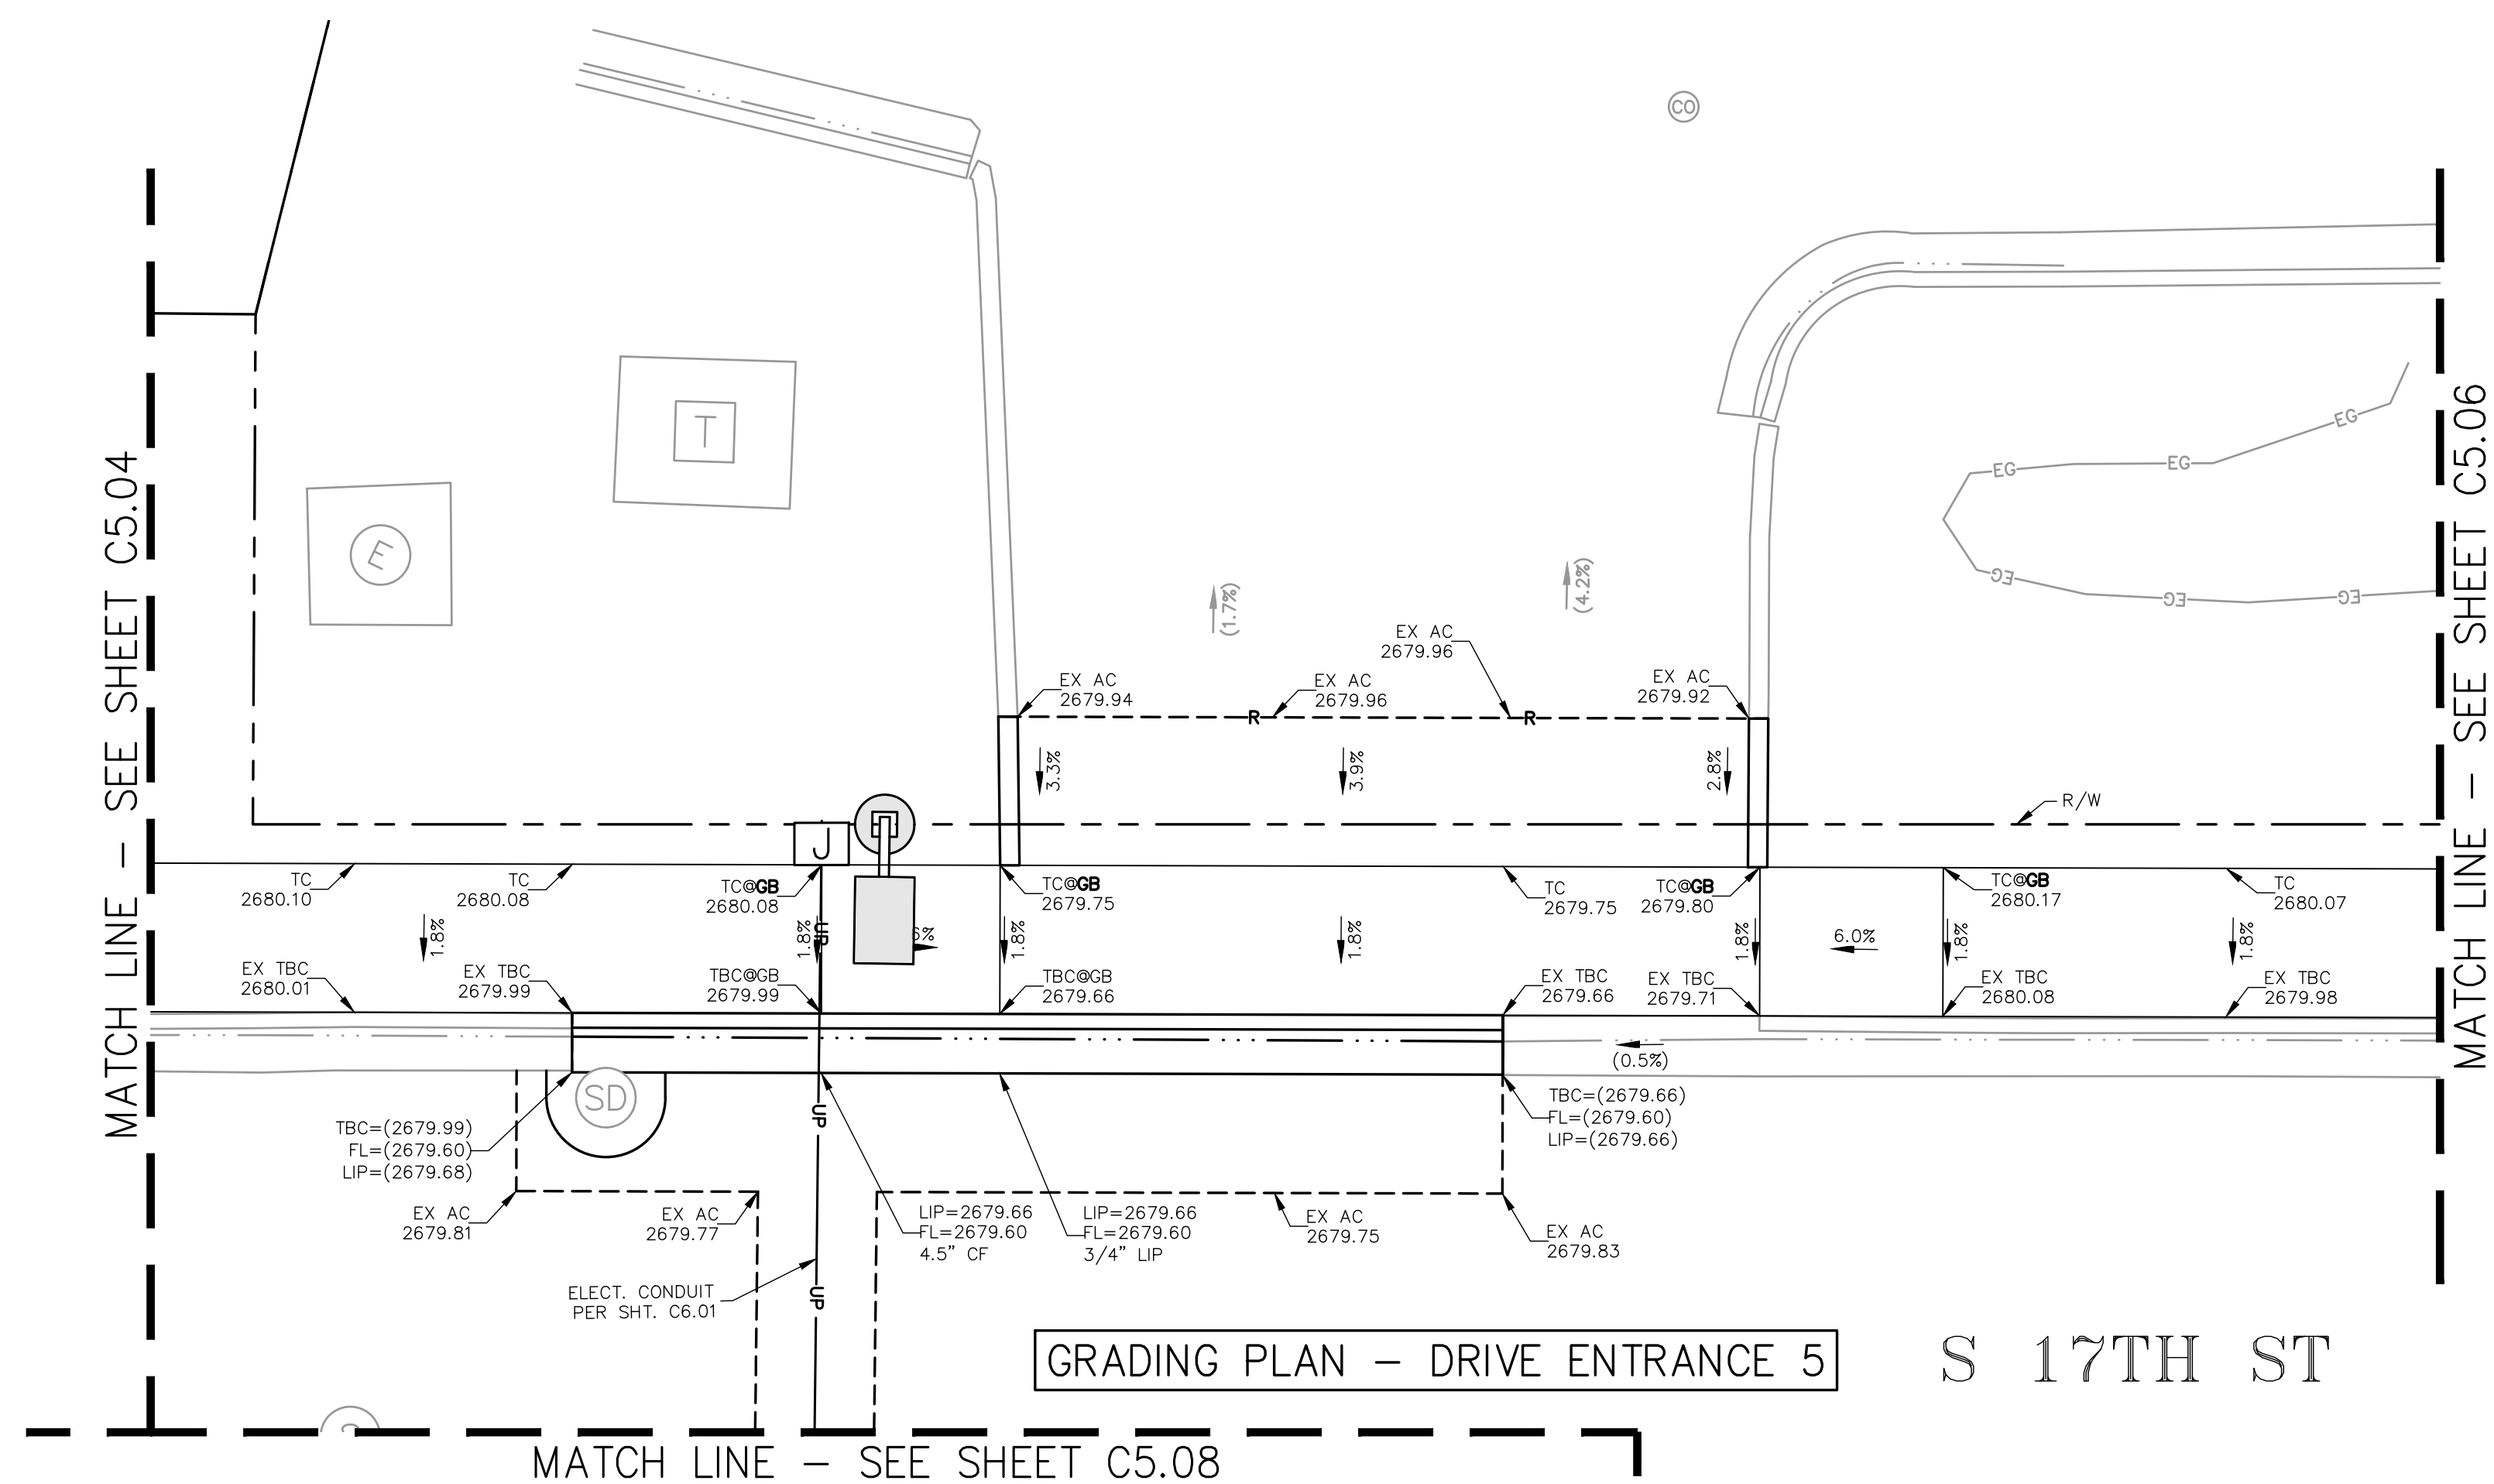 CO
MATCH LINE - SEE SHEET C5.04
MATCH LINE - SEE SHEET C5.06
T
E
EG
EG
EG
EG
EG
EG
(1.7%)
(4.2%)
EX AC
2679.94
EX AC
2679.96
EX AC
2679.96
EX AC
2679.92
R
R
3.3%
3.9%
2.8%
R/W
J
TC
2680.10
TC
2680.08
TC@GB
2680.08
TC@GB
2679.75
TC
2679.75
TC@GB
2679.80
TC@GB
2680.17
TC
2680.07
1.8%
1.8%
UP
6%
1.8%
1.8%
1.8%
6.0%
1.8%
1.8%
EX TBC
2680.01
EX TBC
2679.99
TBC@GB
2679.99
TBC@GB
2679.66
EX TBC
2679.66
EX TBC
2679.71
EX TBC
2680.08
EX TBC
2679.98
(0.5%)
SD
UP
TBC=(2679.99)
FL=(2679.60)
LIP=(2679.68)
TBC=(2679.66)
FL=(2679.60)
LIP=(2679.66)
EX AC
2679.81
EX AC
2679.77
LIP=2679.66
FL=2679.60
4.5" CF
LIP=2679.66
FL=2679.60
3/4" LIP
EX AC
2679.75
EX AC
2679.83
ELECT. CONDUIT
PER SHT. C6.01
UP
GRADING PLAN - DRIVE ENTRANCE 5
S 17TH ST
MATCH LINE - SEE SHEET C5.08